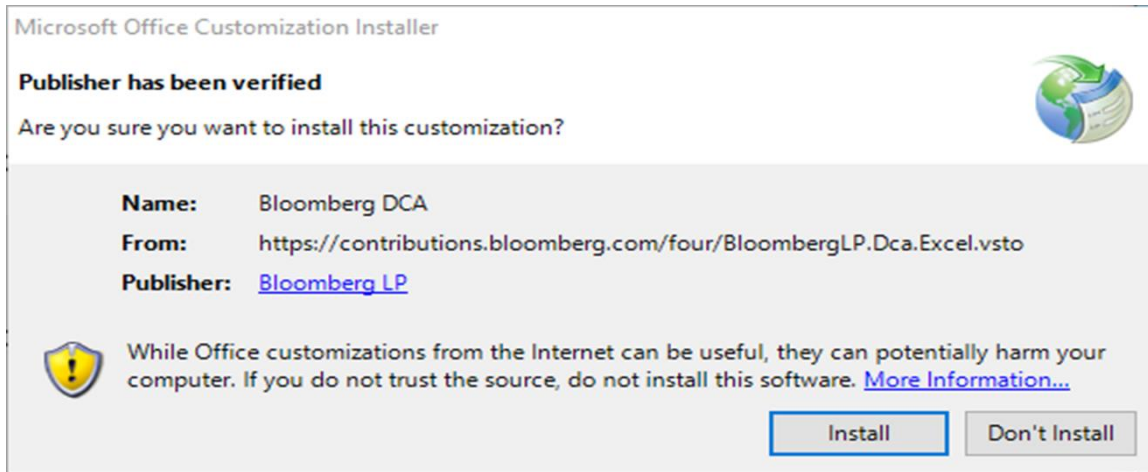 Microsoft Office Customization Installer
Publisher has been verified
Are you sure you want to install this customization?
Name: Bloomberg DCA
From: https://contributions.bloomberg.com/four/BloombergLP.Dca.Excel.vsto
Publisher: Bloomberg LP
While Office customizations from the Internet can be useful, they can potentially harm your
computer. If you do not trust the source, do not install this software. More Information...
Install Don't Install